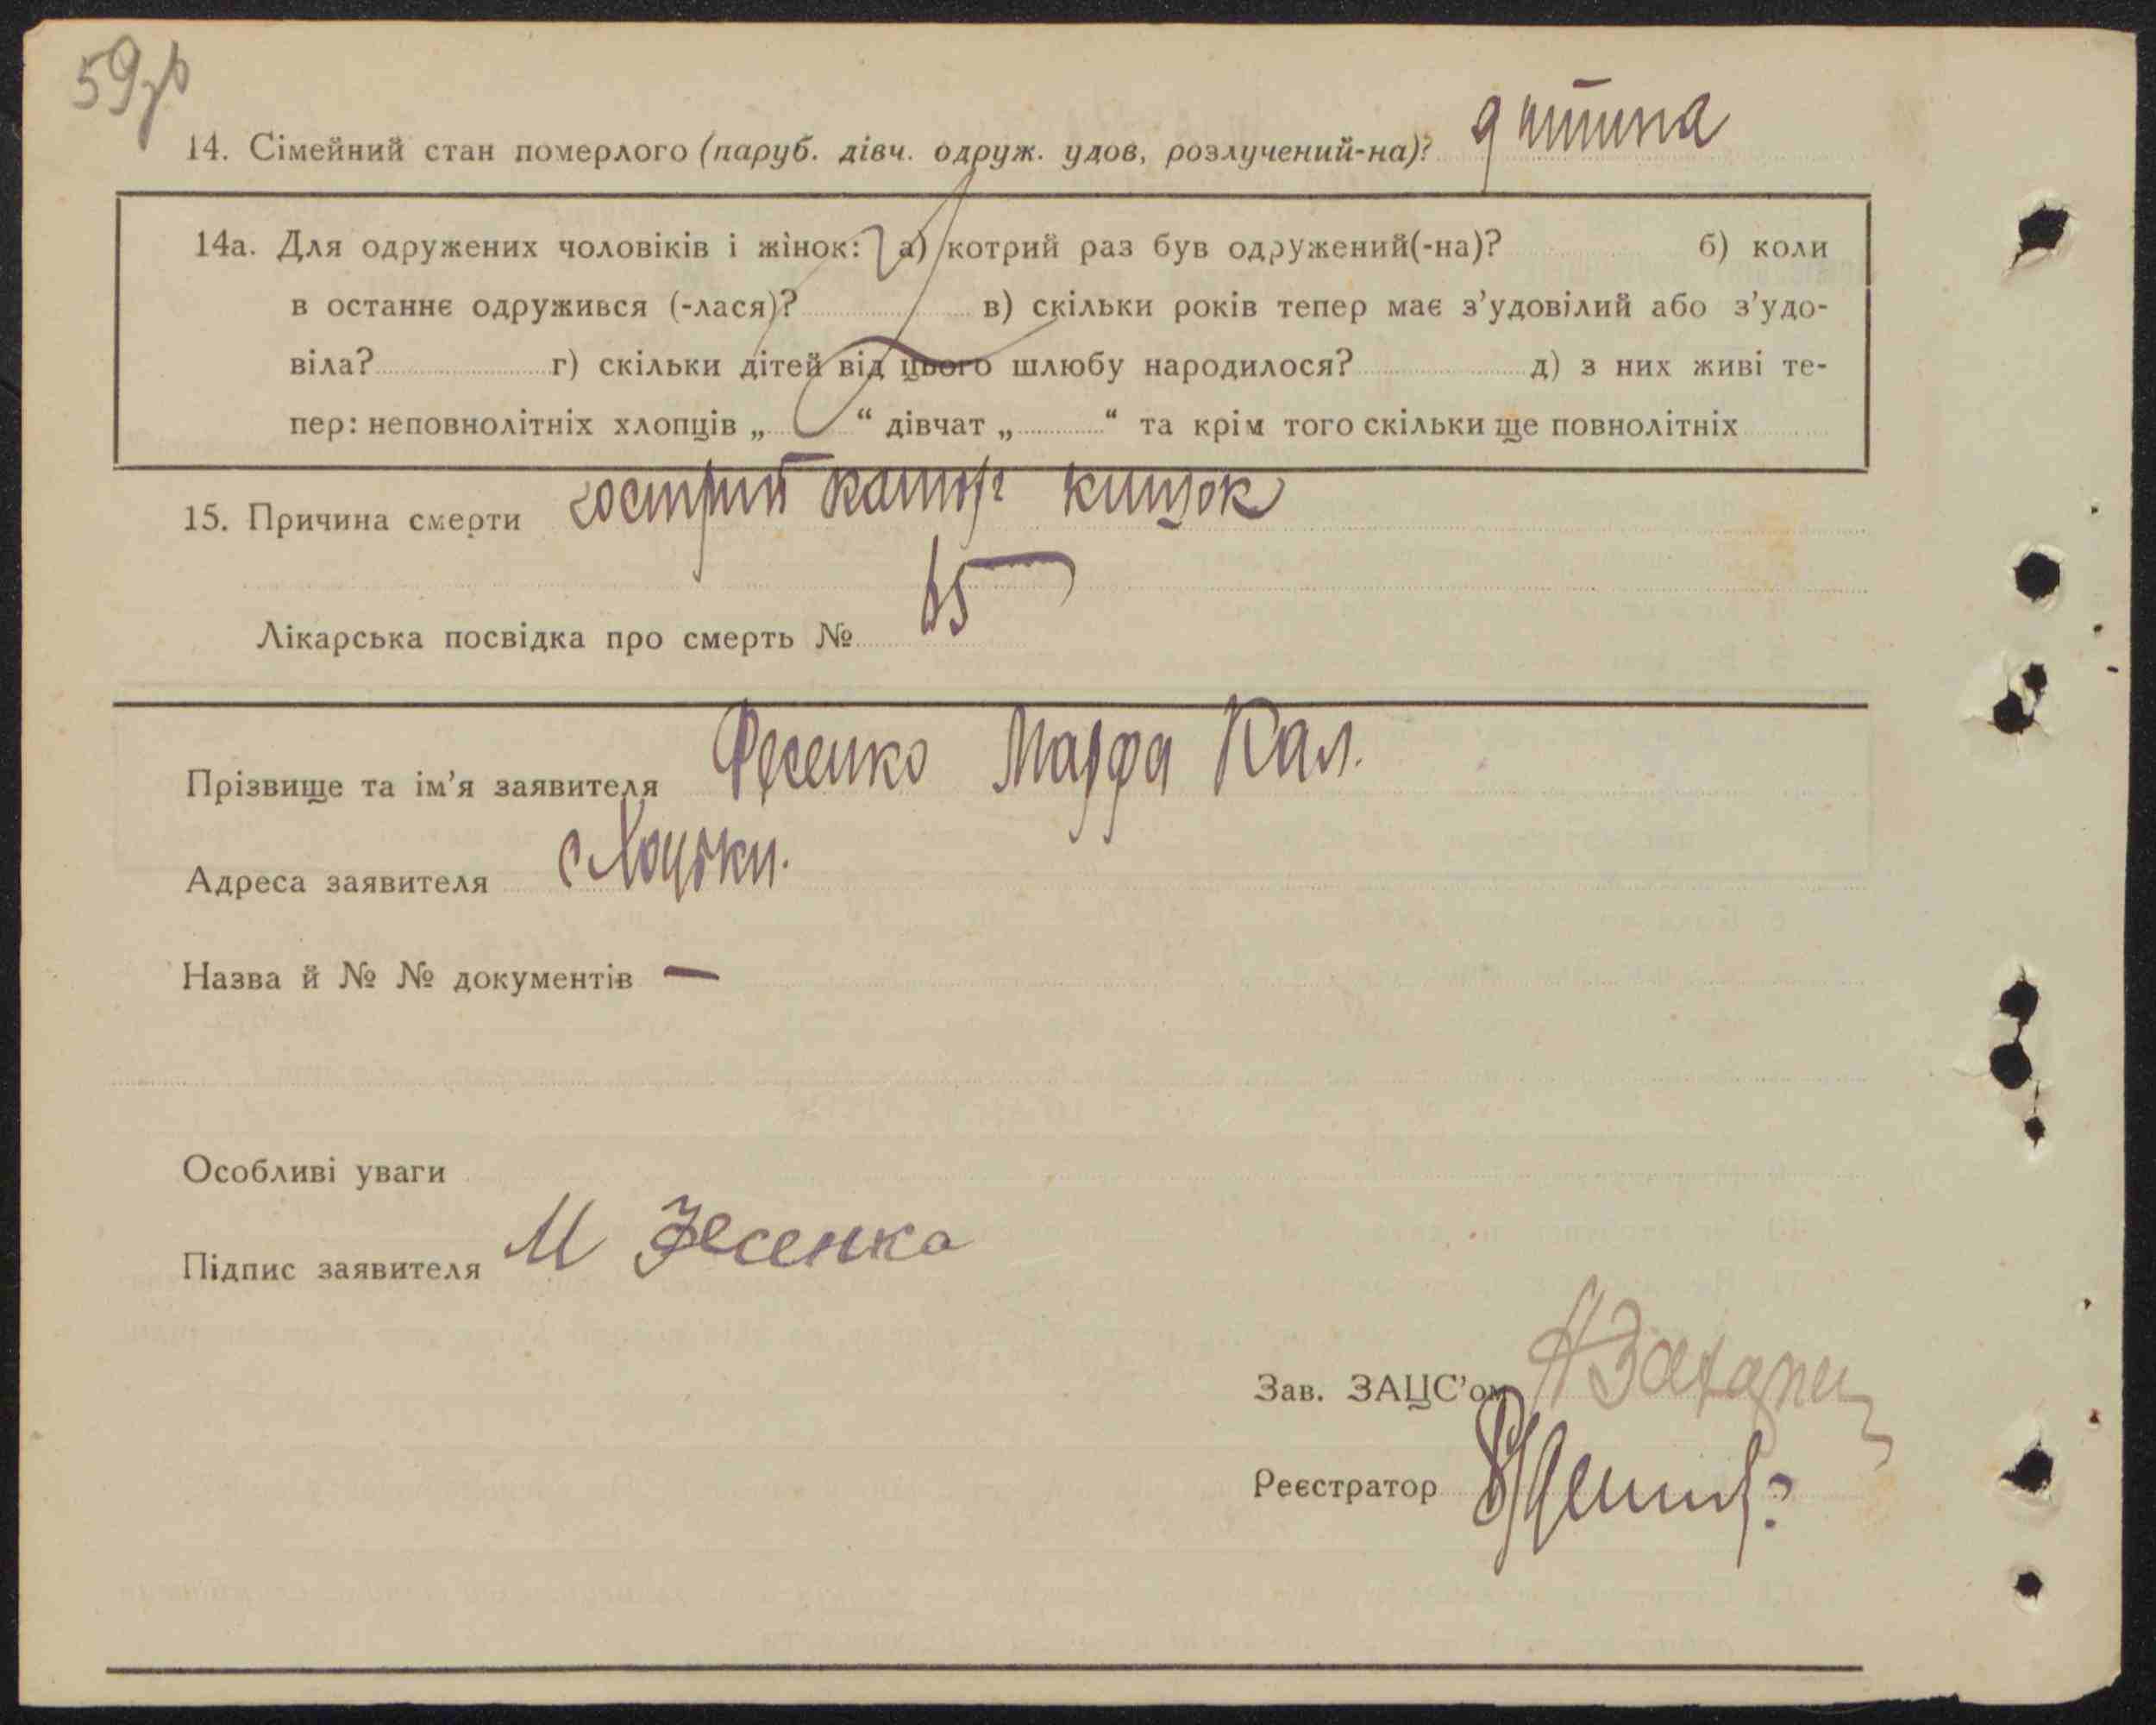 59зв
14. Сімейний стан померлого (паруб. дівч. одруж. удов, розлучений-на)? дитина
14а. Для одружених чоловіків і жінок: а) котрий раз був одружений(-на)? б) коли
в останнє одружився (-лася)? в) скільки років тепер має з'удовілий або з'удо-
віла? г) скільки дітей від цього шлюбу народилося? д) з них живі те-
пер: неповнолітніх хлопців „ “ дівчат „ “ та крім того скільки ще повнолітніх
15. Причина смерти гострий катар кишок
Лікарська посвідка про смерть № 65
Прізвище та ім'я заявителя Фесенко Марфа Кал.
Адреса заявителя с
Назва й № № документів —
Особливі уваги
Підпис заявителя М Фесенка
Зав. ЗАЦС'ом
Реєстратор